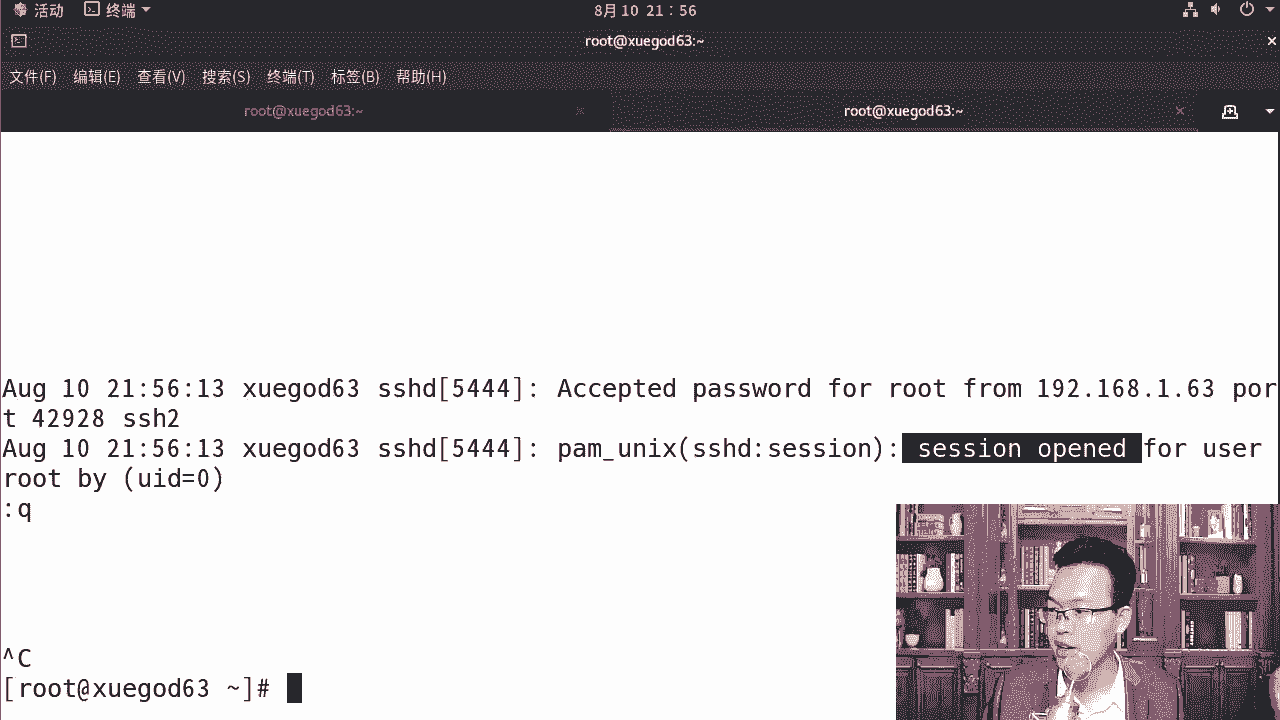 活动 终端 8月 10 21：56
root@xuegod63:~
文件(F) 编辑(E) 查看(V) 搜索(S) 终端(T) 标签(B) 帮助(H)
root@xuegod63:~ root@xuegod63:~
Aug 10 21:56:13 xuegod63 sshd[5444]: Accepted password for root from 192.168.1.63 por
t 42928 ssh2
Aug 10 21:56:13 xuegod63 sshd[5444]: pam_unix(sshd:session): session opened for user
root by (uid=0)
:q
^C
[root@xuegod63 ~]#